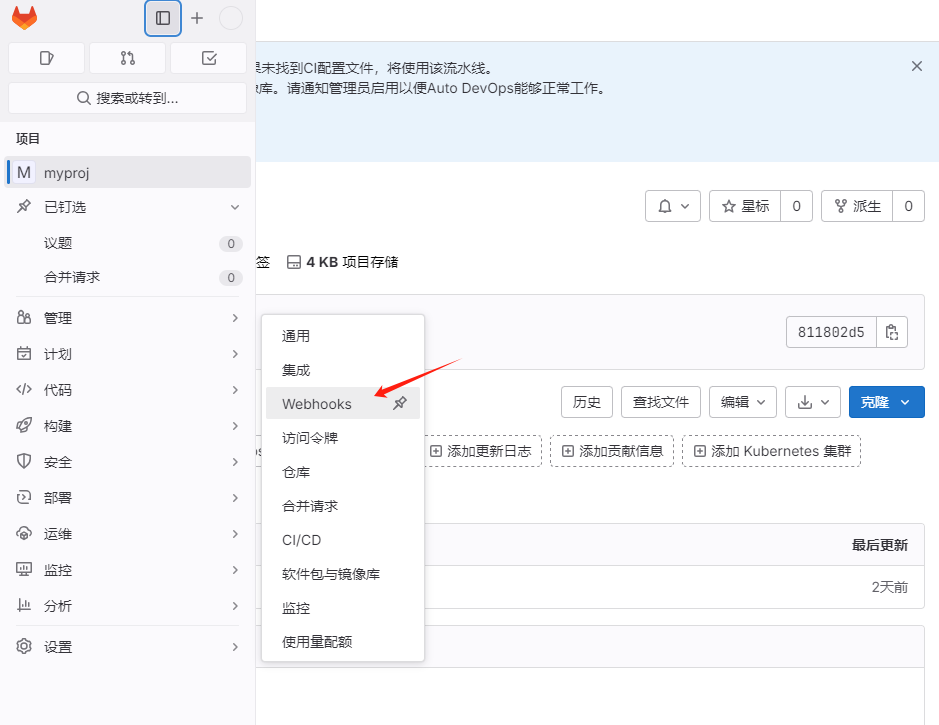 搜索或转到...
项目
M myproj
已钉选
议题 0
合并请求 0
管理
计划
代码
构建
安全
部署
运维
监控
分析
设置
通用
集成
Webhooks
访问令牌
仓库
合并请求
CI/CD
软件包与镜像库
监控
使用量配额
未找到CI配置文件，将使用该流水线。
库。请通知管理员启用以便Auto DevOps能够正常工作。
星标 0
派生 0
签
4 KB 项目存储
811802d5
历史
查找文件
编辑
克隆
添加更新日志
添加贡献信息
添加 Kubernetes 集群
最后更新
2天前